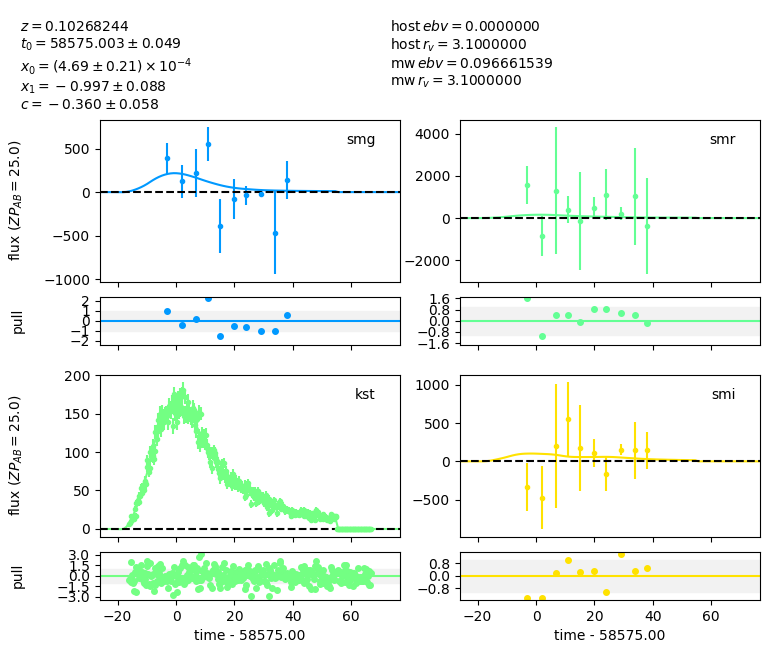 z = 0.10268244
t₀ = 58575.003 ± 0.049
x₀ = (4.69 ± 0.21) × 10⁻⁴
x₁ = − 0.997 ± 0.088
c = − 0.360 ± 0.058
host ebv = 0.0000000
host r_v = 3.1000000
mw ebv = 0.096661539
mw r_v = 3.1000000
smg
flux (ZP_AB = 25.0)
500
0
−500
−1000
smr
4000
2000
0
−2000
pull
2
1
0
−1
−2
1.6
0.8
0.0
−0.8
−1.6
kst
flux (ZP_AB = 25.0)
200
150
100
50
0
smi
1000
500
0
−500
pull
3.0
1.5
0.0
−1.5
−3.0
−20 0 20 40 60
time - 58575.00
0.8
0.0
−0.8
−20 0 20 40 60
time - 58575.00